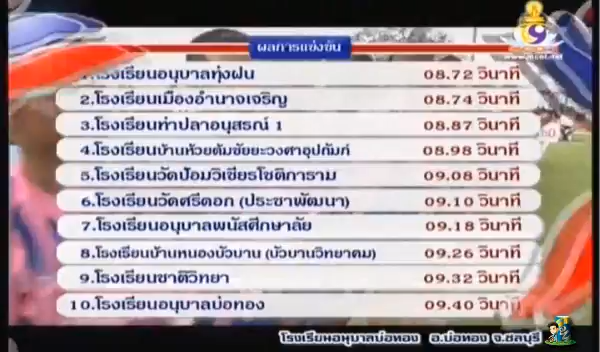 ผลการแข่งขัน
1.โรงเรียนอนุบาลทุ่งฝน 08.72 วินาที
2.โรงเรียนเมืองอำนาจเจริญ 08.74 วินาที
3.โรงเรียนท่าปลาอนุสรณ์ 1 08.87 วินาที
4.โรงเรียนบ้านห้วยต้มชัยยะวงศาอุปถัมภ์ 08.98 วินาที
5.โรงเรียนวัดป้อมวิเชียรโชติการาม 09.08 วินาที
6.โรงเรียนวัดศรีดอก (ประชาพัฒนา) 09.10 วินาที
7.โรงเรียนอนุบาลพนัสศึกษาลัย 09.18 วินาที
8.โรงเรียนบ้านหนองบัวบาน (บัวบานวิทยาคม) 09.26 วินาที
9.โรงเรียนชาติวิทยา 09.32 วินาที
10.โรงเรียนอนุบาลบ่อทอง 09.40 วินาที
โรงเรียนอนุบาลบ่อทอง อ.บ่อทอง จ.ชลบุรี